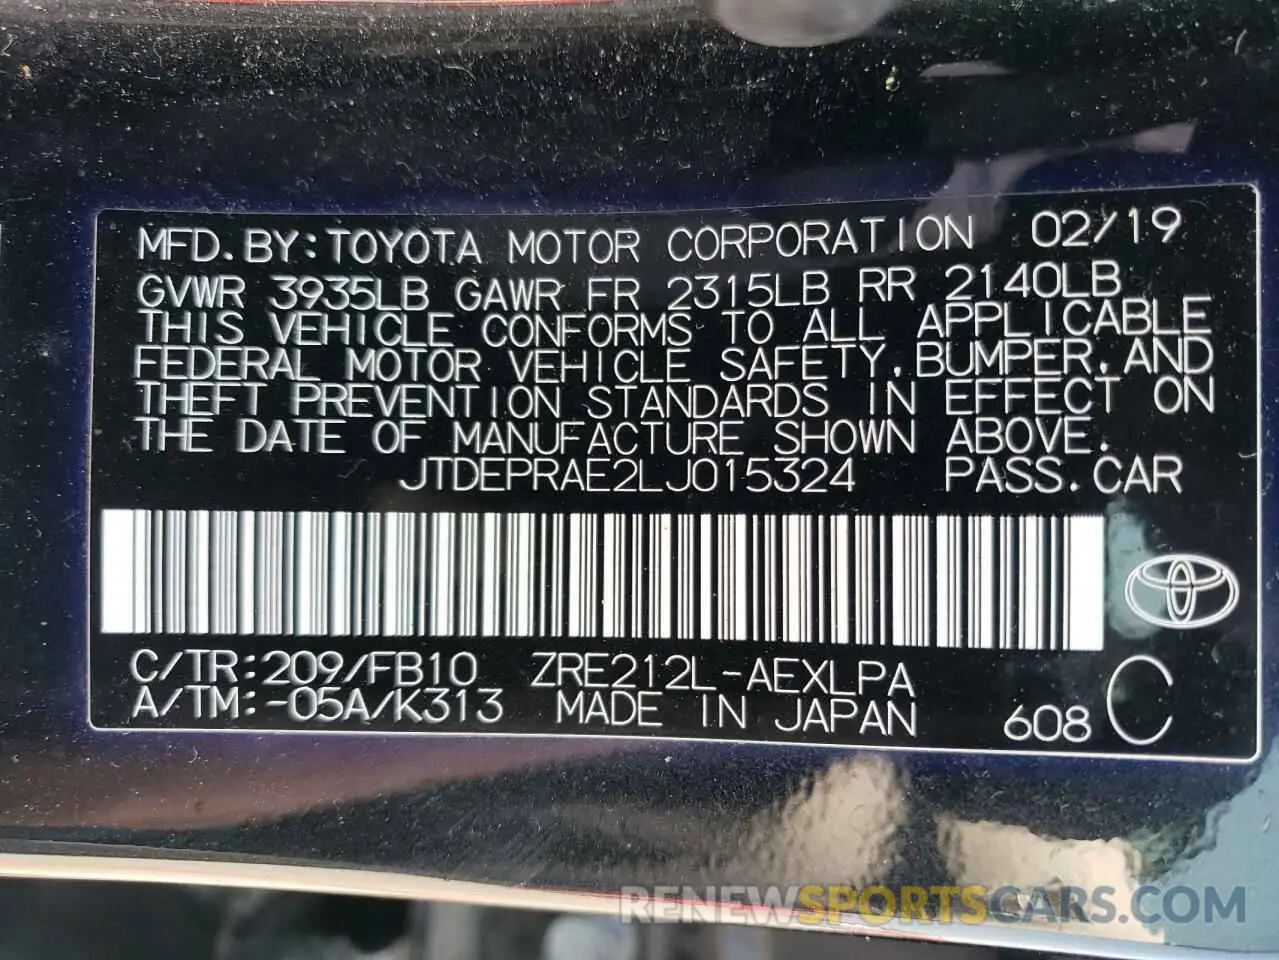 MFD.BY:TOYOTA MOTOR CORPORATION 02/19
GVWR 3935LB GAWR FR 2315LB RR 2140LB
THIS VEHICLE CONFORMS TO ALL APPLICABLE
FEDERAL MOTOR VEHICLE SAFETY,BUMPER,AND
THEFT PREVENTION STANDARDS IN EFFECT ON
THE DATE OF MANUFACTURE SHOWN ABOVE.
JTDEPRAE2LJ015324 PASS.CAR
C/TR:209/FB10 ZRE212L-AEXLPA
A/TM:-05A/K313 MADE IN JAPAN 608 C
RENEWSPORTSCARS.COM